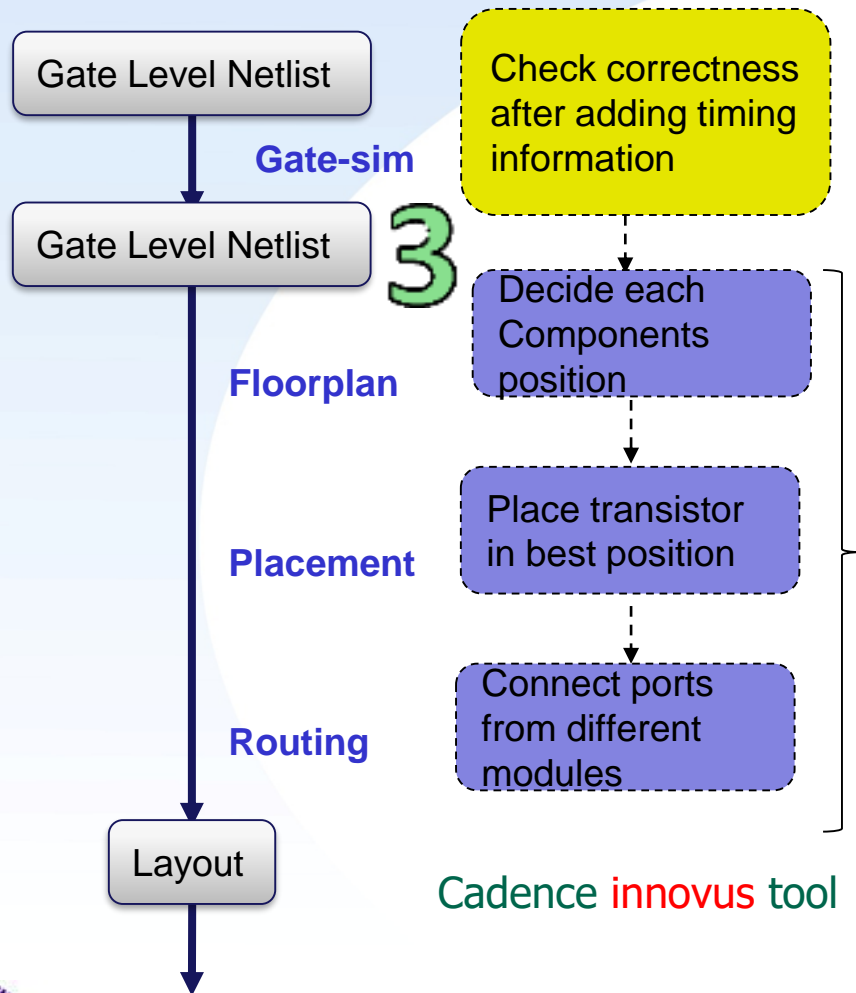 Gate Level Netlist
Check correctness
after adding timing
information
Gate-sim
Gate Level Netlist
3
Decide each
Components
position
Floorplan
Place transistor
in best position
Placement
Connect ports
from different
modules
Routing
Layout
Cadence innovus tool